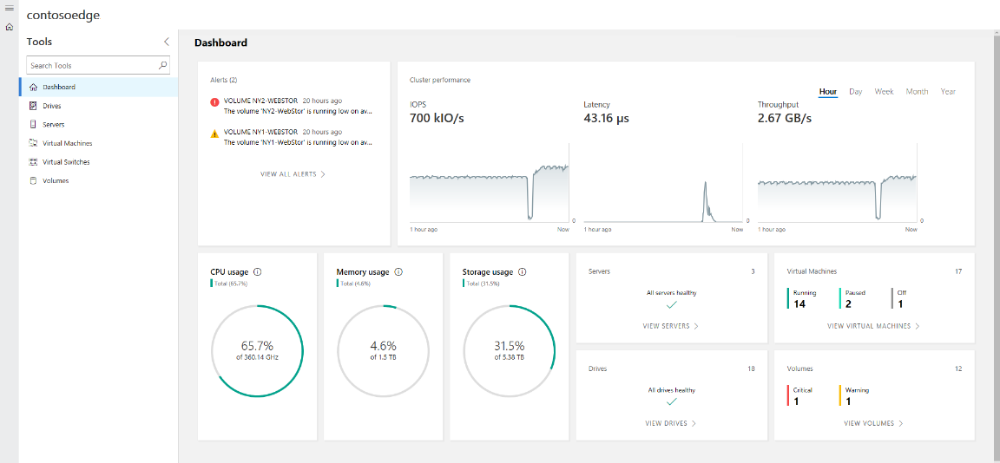 contosoedge
Tools
Search Tools
Dashboard
Drives
Servers
Virtual Machines
Virtual Switches
Volumes
Dashboard
Alerts (2)
VOLUME NY2-WEBSTOR 20 hours ago
The volume 'NY2-WebStor' is running low on av...
VOLUME NY1-WEBSTOR 20 hours ago
The volume 'NY1-WebStor' is running low on av...
VIEW ALL ALERTS
Cluster performance
Hour Day Week Month Year
IOPS
700 kIO/s
0
1 hour ago Now
Latency
43.16 µs
0
1 hour ago Now
Throughput
2.67 GB/s
0
1 hour ago Now
CPU usage
Total (65.7%)
65.7%
of 360.14 GHz
Memory usage
Total (4.6%)
4.6%
of 1.5 TB
Storage usage
Total (31.5%)
31.5%
of 5.38 TB
Servers 3
All servers healthy
VIEW SERVERS
Virtual Machines 17
Running Paused Off
14 2 1
VIEW VIRTUAL MACHINES
Drives 18
All drives healthy
VIEW DRIVES
Volumes 12
Critical Warning
1 1
VIEW VOLUMES